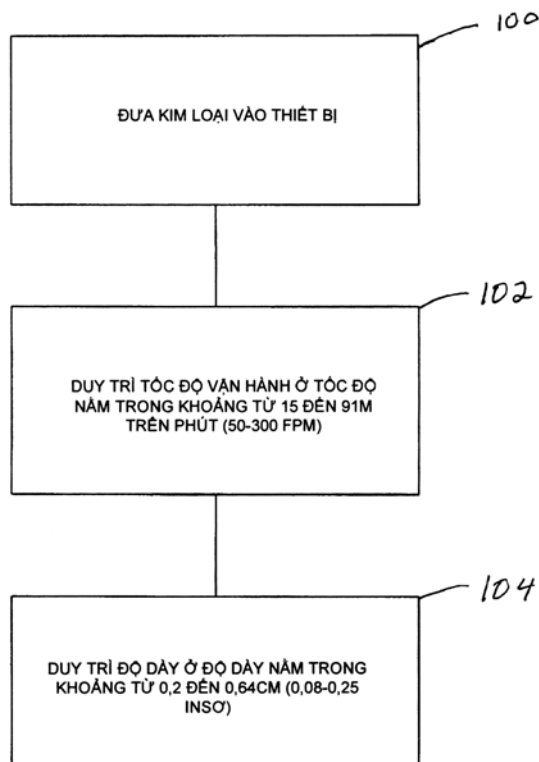 100
ĐƯA KIM LOẠI VÀO THIẾT BỊ
102
DUY TRÌ TỐC ĐỘ VẬN HÀNH Ở TỐC ĐỘ
NẰM TRONG KHOẢNG TỪ 15 ĐẾN 91M
TRÊN PHÚT (50-300 FPM)
104
DUY TRÌ ĐỘ DÀY Ở ĐỘ DÀY NẰM TRONG
KHOẢNG TỪ 0,2 ĐẾN 0,64CM (0,08-0,25
INSƠ)